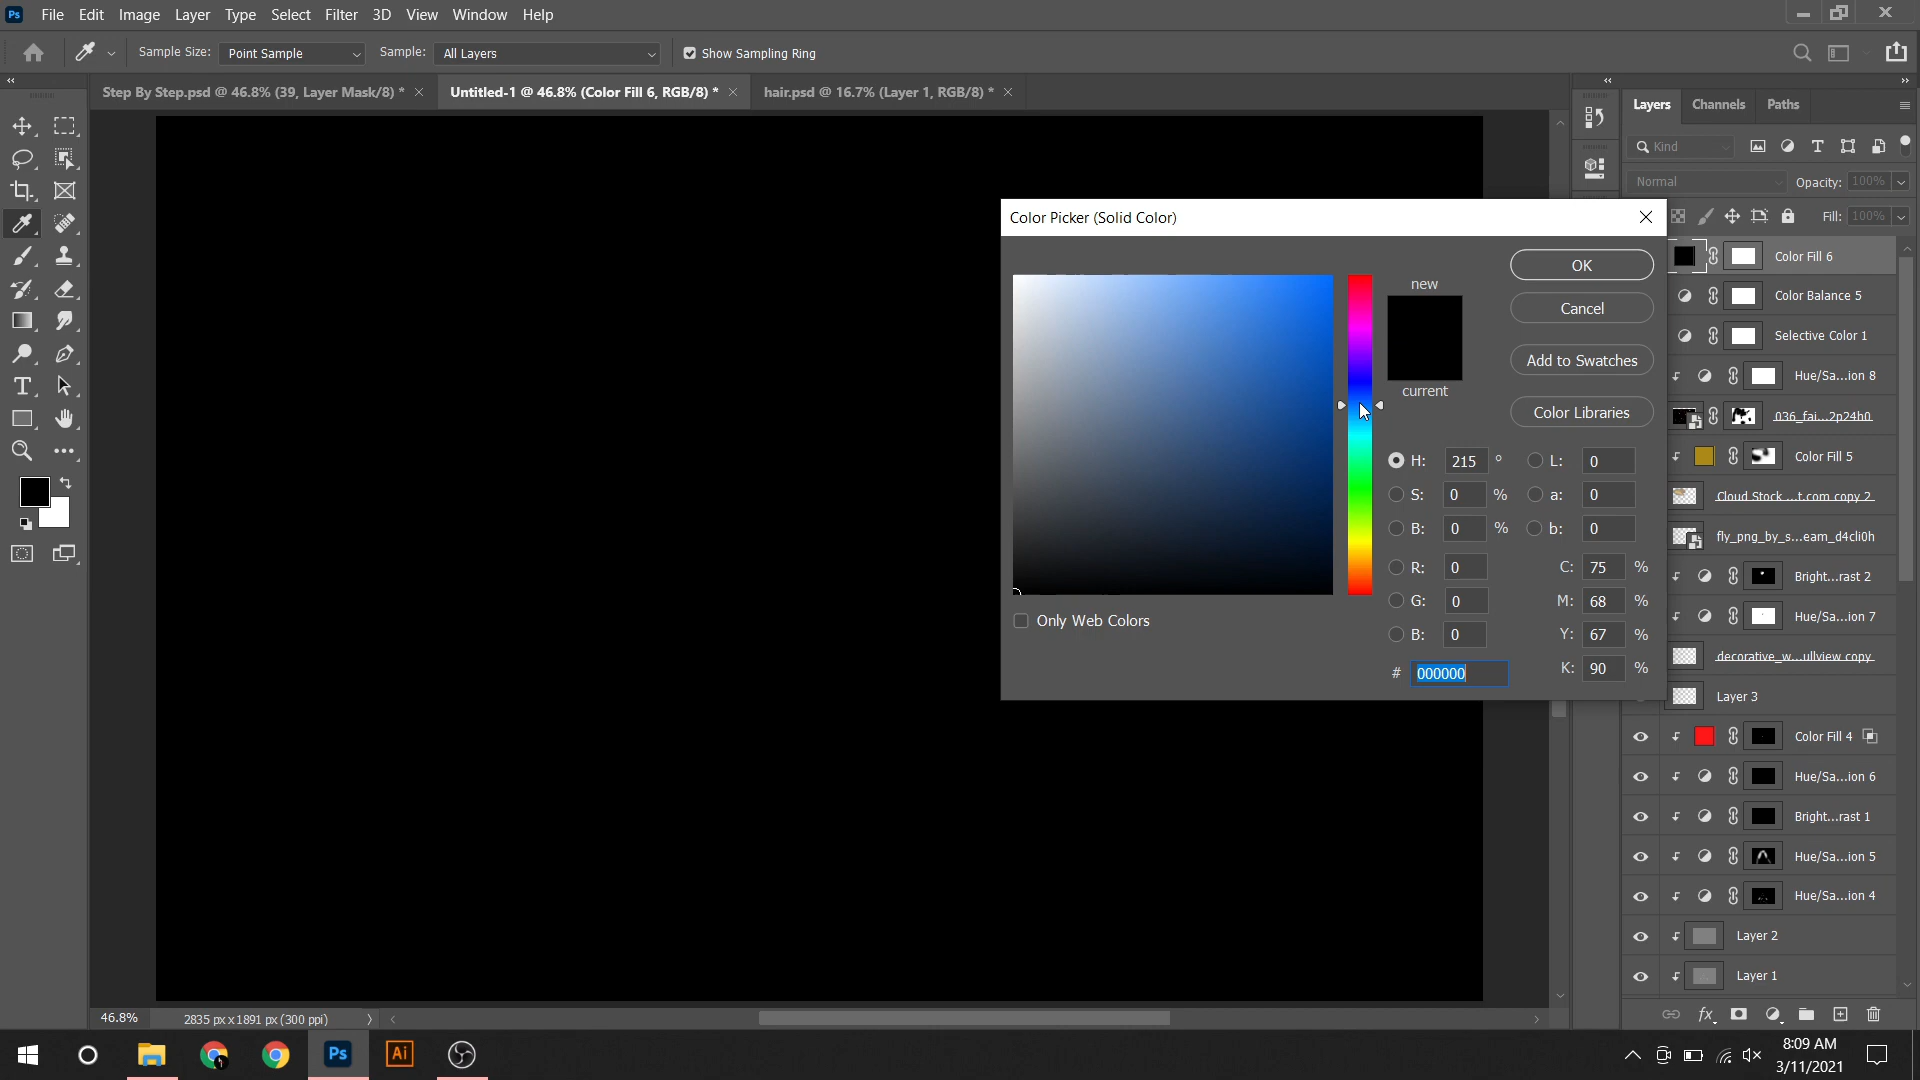 Ps File Edit Image Layer Type Select Filter 3D View Window Help
Sample Size: Point Sample Sample: All Layers Show Sampling Ring
Step By Step.psd @ 46.8% (39, Layer Mask/8) * Untitled-1 @ 46.8% (Color Fill 6, RGB/8) * hair.psd @ 16.7% (Layer 1, RGB/8) *
Layers Channels Paths
Kind
Normal Opacity: 100%
Fill: 100%
Color Picker (Solid Color)
OK
Cancel
Add to Swatches
Color Libraries
new
current
H: 215 °
S: 0 %
B: 0 %
R: 0
G: 0
B: 0
# 000000
L: 0
a: 0
b: 0
C: 75 %
M: 68 %
Y: 67 %
K: 90 %
Only Web Colors
Color Fill 6
Color Balance 5
Selective Color 1
Hue/Sa...ion 8
036_fai...2p24h0
Color Fill 5
Cloud Stock ...t.com copy 2
fly_png_by_s...eam_d4cli0h
Bright...rast 2
Hue/Sa...ion 7
decorative_w...ullview copy
Layer 3
Color Fill 4
Hue/Sa...ion 6
Bright...rast 1
Hue/Sa...ion 5
Hue/Sa...ion 4
Layer 2
Layer 1
fx
46.8% 2835 px x 1891 px (300 ppi)
Ps Ai
8:09 AM
3/11/2021